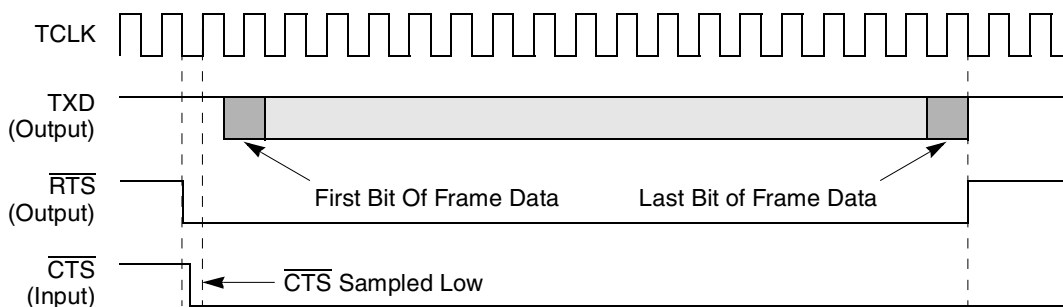 TCLK
TXD
(Output)
First Bit Of Frame Data
Last Bit of Frame Data
RTS
(Output)
CTS
(Input)
CTS Sampled Low